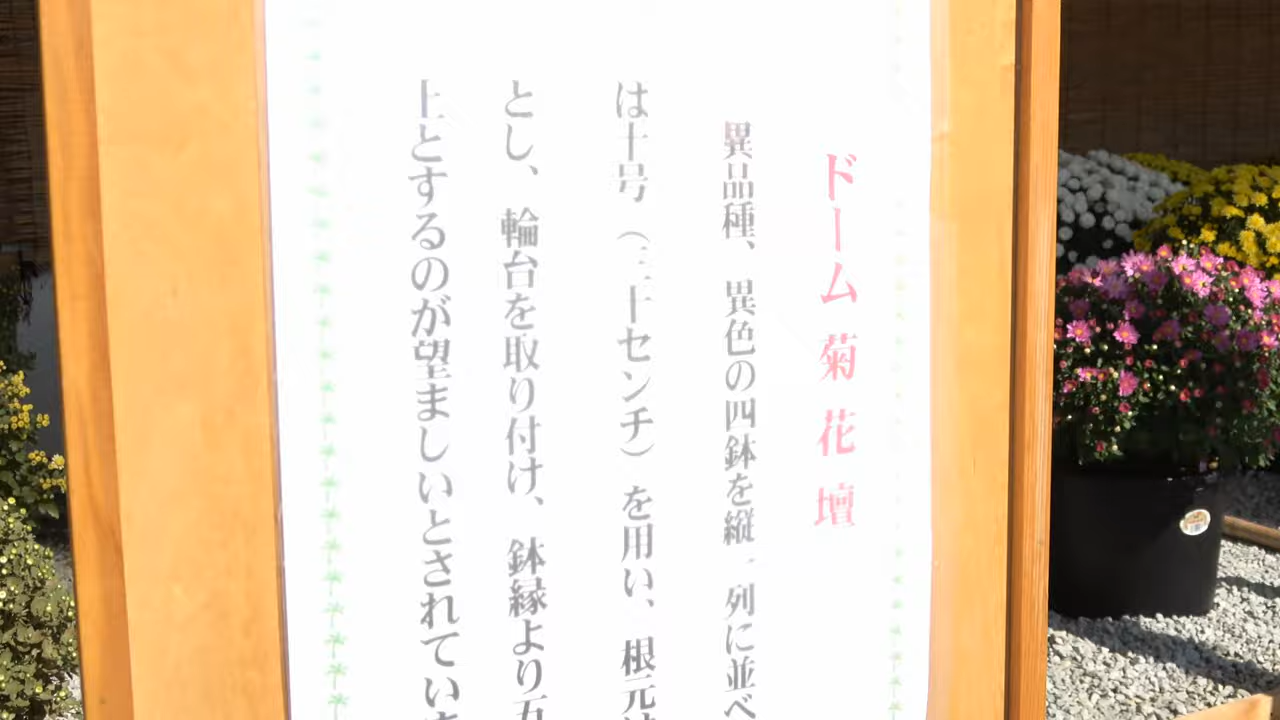 ドーム菊花壇
異品種、異色の四鉢を縦一列に並べ
は十号（三十センチ）を用い、根元は
とし、輪台を取り付け、鉢縁より五
上とするのが望ましいとされてい